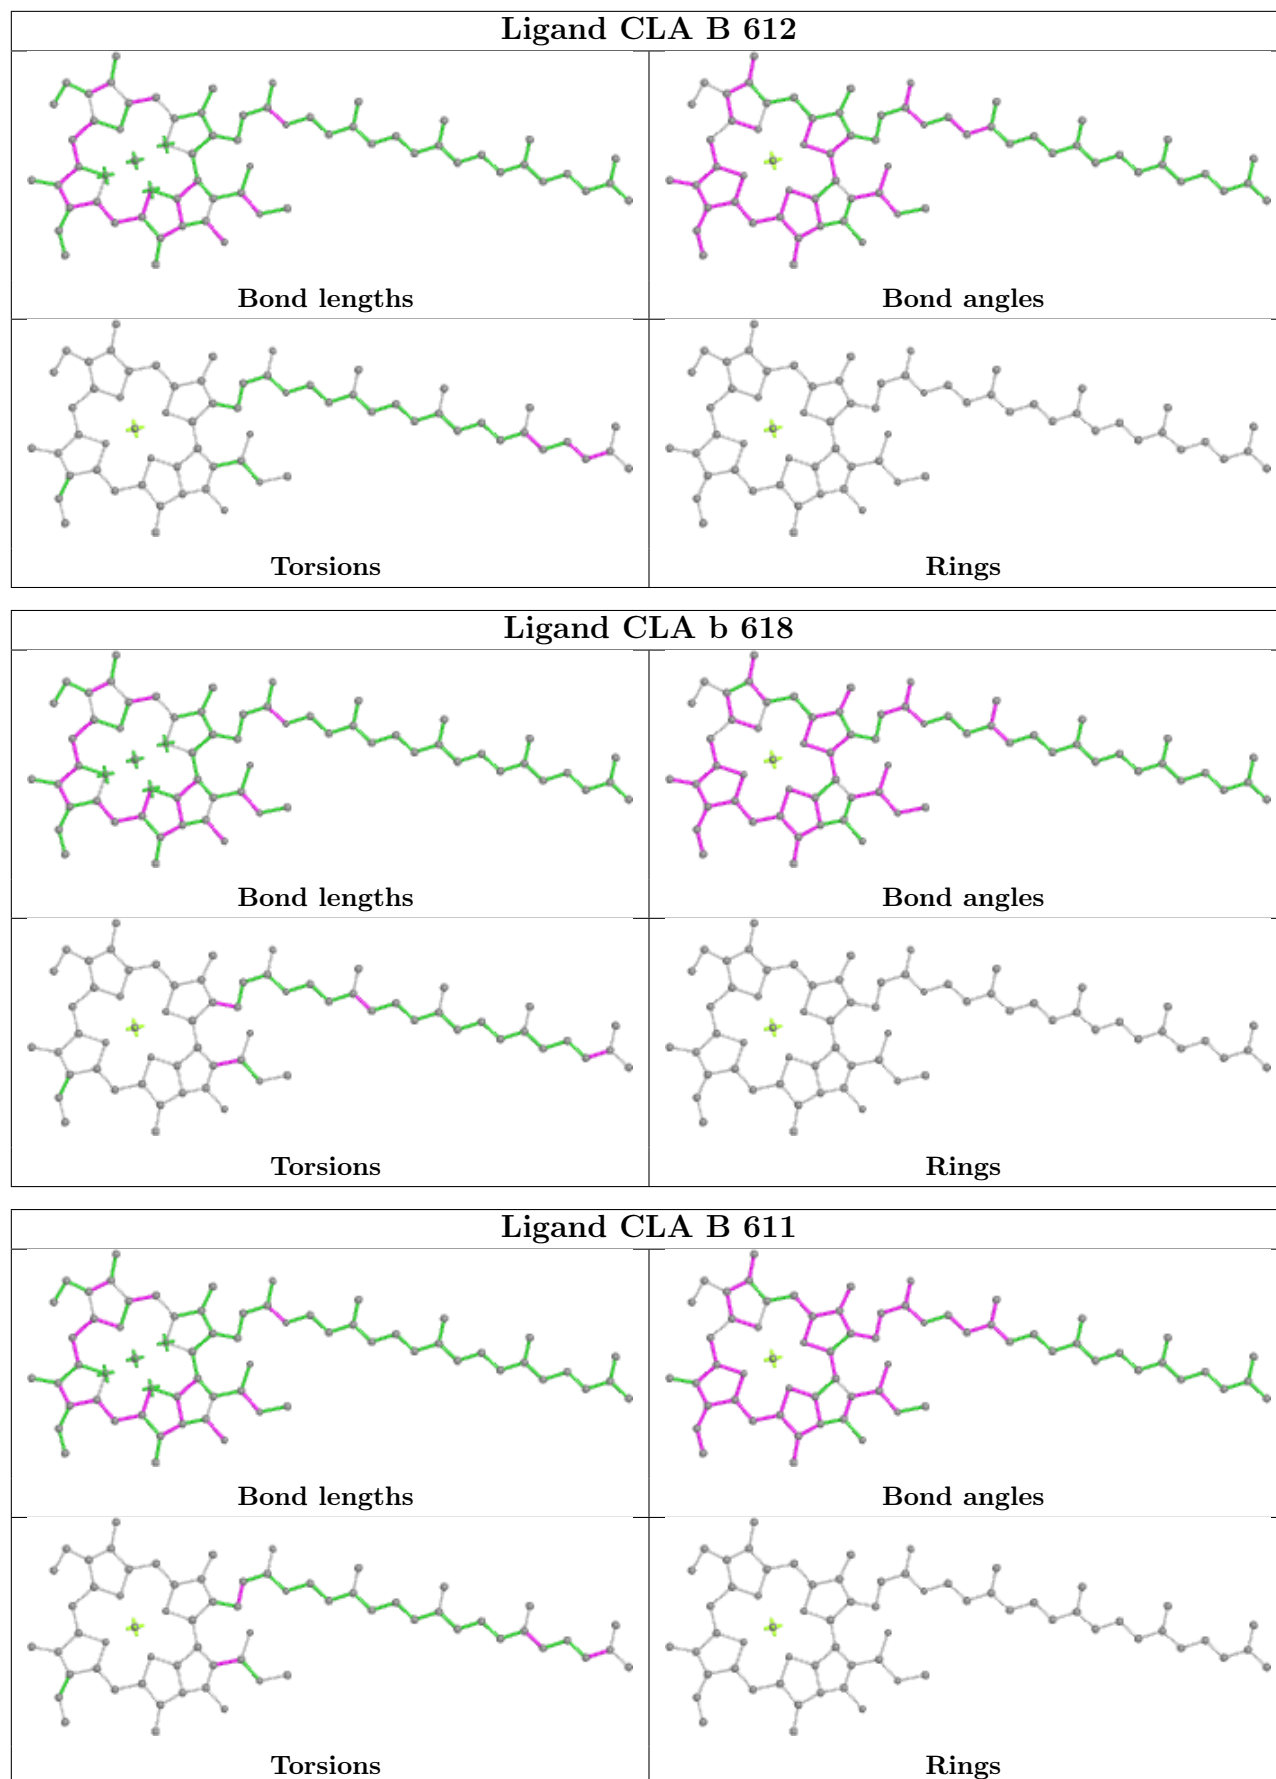 Ligand CLA B 612
Bond lengths
Bond angles
Torsions
Rings
Ligand CLA b 618
Bond lengths
Bond angles
Torsions
Rings
Ligand CLA B 611
Bond lengths
Bond angles
Torsions
Rings